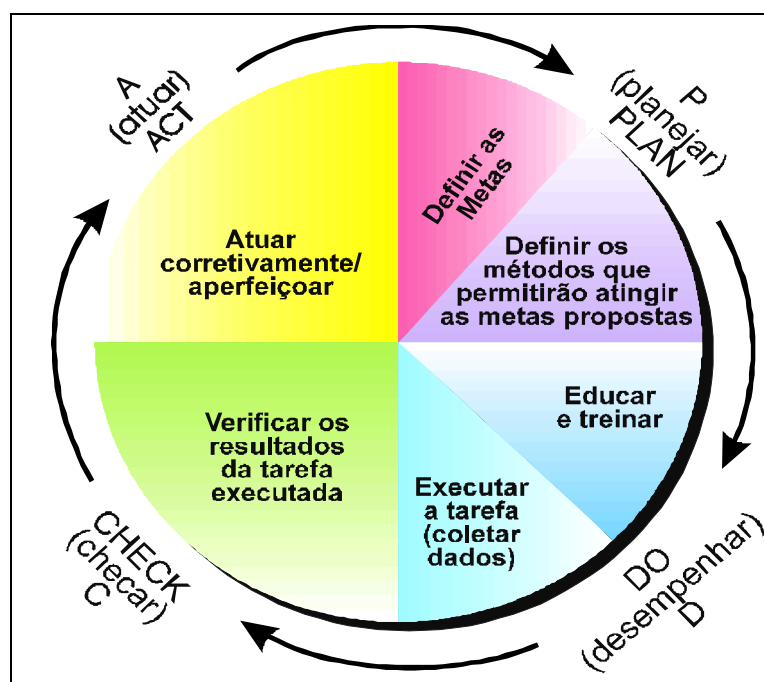 A
(atuar)
ACT
P
(planejar)
PLAN
Definir as
Metas
Definir os
métodos que
permitirão atingir
as metas propostas
Educar
e treinar
Executar
a tarefa
(coletar
dados)
DO
(desempenhar)
D
Verificar os
resultados
da tarefa
executada
CHECK
(checar)
C
Atuar
corretivamente/
aperfeiçoar